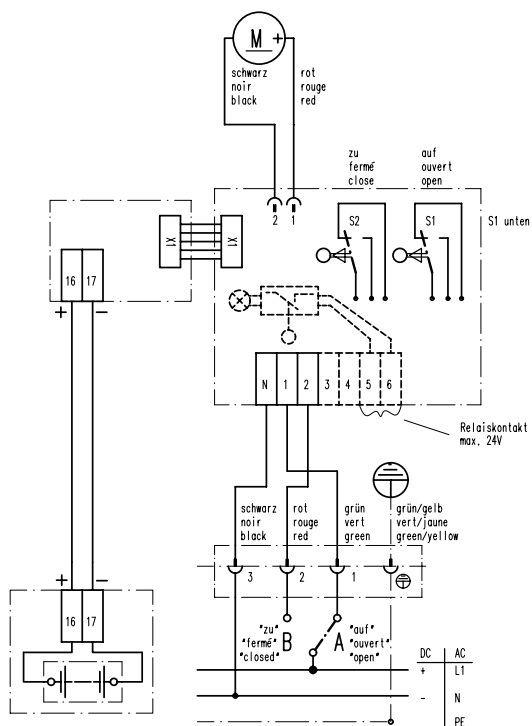 M +
schwarz
noir
black
rot
rouge
red
zu
fermé
close
auf
ouvert
open
2 1
S2
S1
S1 unten
X1
X1
16 17
+ −
N 1 2 3 4 5 6
Relaiskontakt
max. 24V
schwarz
noir
black
rot
rouge
red
grün
vert
green
grün/gelb
vert/jaune
green/yellow
3 2 1
+ −
16 17
"zu"
"fermé"
"closed"
B
A
"auf"
"ouvert"
"open"
DC AC
+ L1
- N
PE